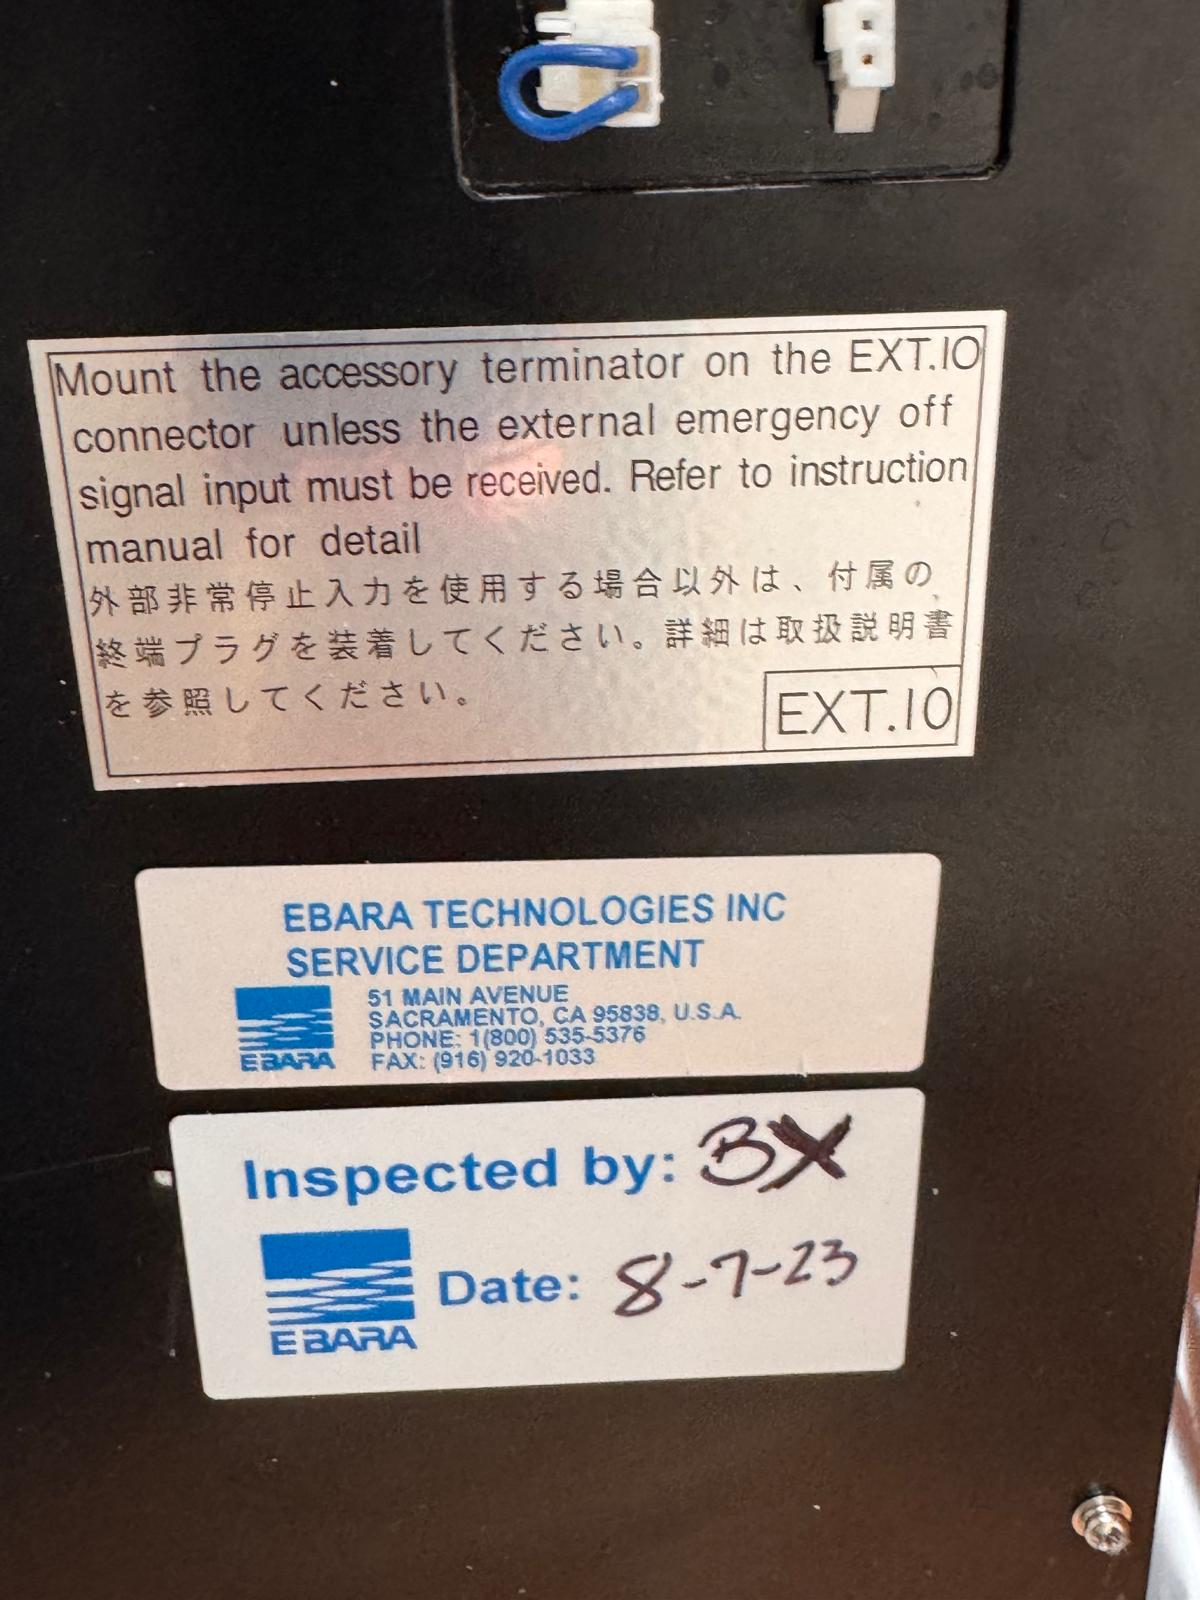 Mount the accessory terminator on the EXT.IO
connector unless the external emergency off
signal input must be received. Refer to instruction
manual for detail
外部非常停止入力を使用する場合以外は、付属の
終端プラグを装着してください。詳細は取扱説明書
を参照してください。
EXT.IO
EBARA TECHNOLOGIES INC
SERVICE DEPARTMENT
51 MAIN AVENUE
SACRAMENTO, CA 95838, U.S.A.
PHONE: 1(800) 535-5376
FAX: (916) 920-1033
EBARA
Inspected by: BX
Date: 8-7-23
EBARA